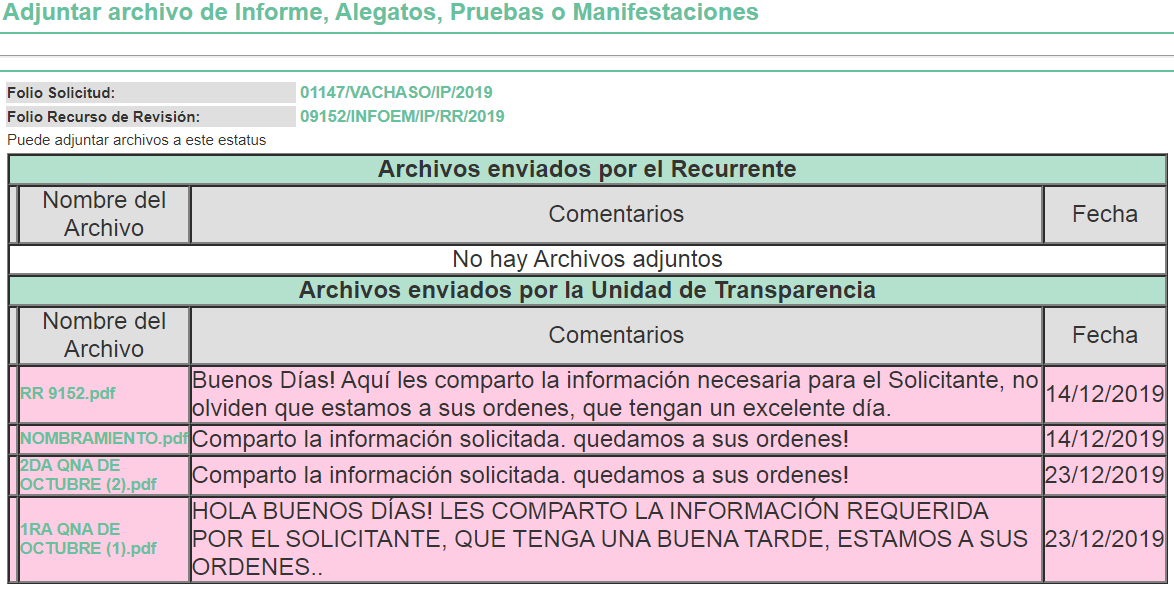 Adjuntar archivo de Informe, Alegatos, Pruebas o Manifestaciones
Folio Solicitud: 01147/VACHASO/IP/2019
Folio Recurso de Revisión: 09152/INFOEM/IP/RR/2019
Puede adjuntar archivos a este estatus
Archivos enviados por el Recurrente
Nombre del
Archivo
Comentarios
Fecha
No hay Archivos adjuntos
Archivos enviados por la Unidad de Transparencia
Nombre del
Archivo
Comentarios
Fecha
RR 9152.pdf
Buenos Días! Aquí les comparto la información necesaria para el Solicitante, no
olviden que estamos a sus ordenes, que tengan un excelente día.
14/12/2019
NOMBRAMIENTO.pdf
Comparto la información solicitada. quedamos a sus ordenes!
14/12/2019
2DA QNA DE
OCTUBRE (2).pdf
Comparto la información solicitada. quedamos a sus ordenes!
23/12/2019
1RA QNA DE
OCTUBRE (1).pdf
HOLA BUENOS DÍAS! LES COMPARTO LA INFORMACIÓN REQUERIDA
POR EL SOLICITANTE, QUE TENGA UNA BUENA TARDE, ESTAMOS A SUS
ORDENES..
23/12/2019